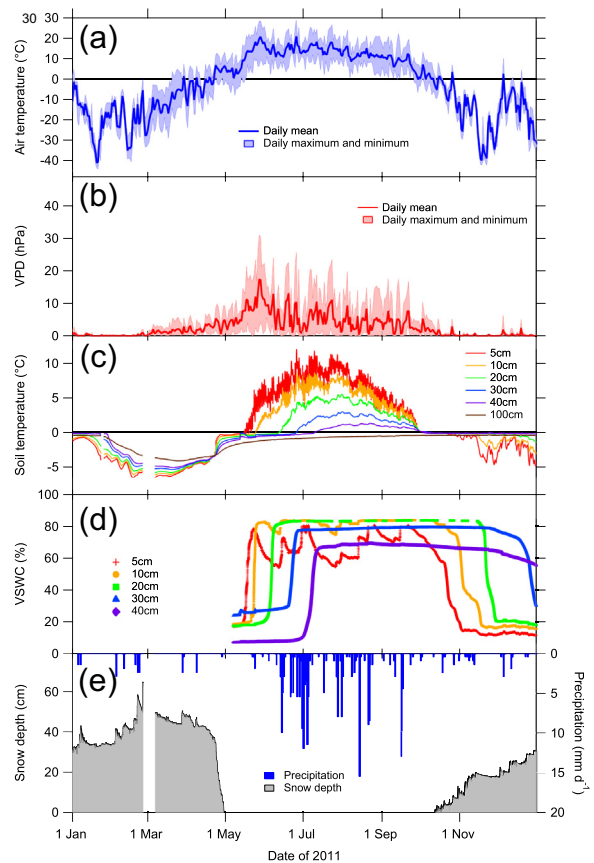 30
30
20
10
0
-10
-20
-30
-40
Air temperature (°C)
(a)
Daily mean
Daily maximum and minimum
40
30
20
10
0
VPD (hPa)
(b)
Daily mean
Daily maximum and minimum
10
5
0
-5
Soil temperature (°C)
(c)
5cm
10cm
20cm
30cm
40cm
100cm
100
80
60
40
20
0
VSWC (%)
(d)
5cm
10cm
20cm
30cm
40cm
60
40
20
0
Snow depth (cm)
(e)
Precipitation
Snow depth
0
5
10
15
20
Precipitation (mm d-1)
1 Jan 1 Mar 1 May 1 Jul 1 Sep 1 Nov
Date of 2011